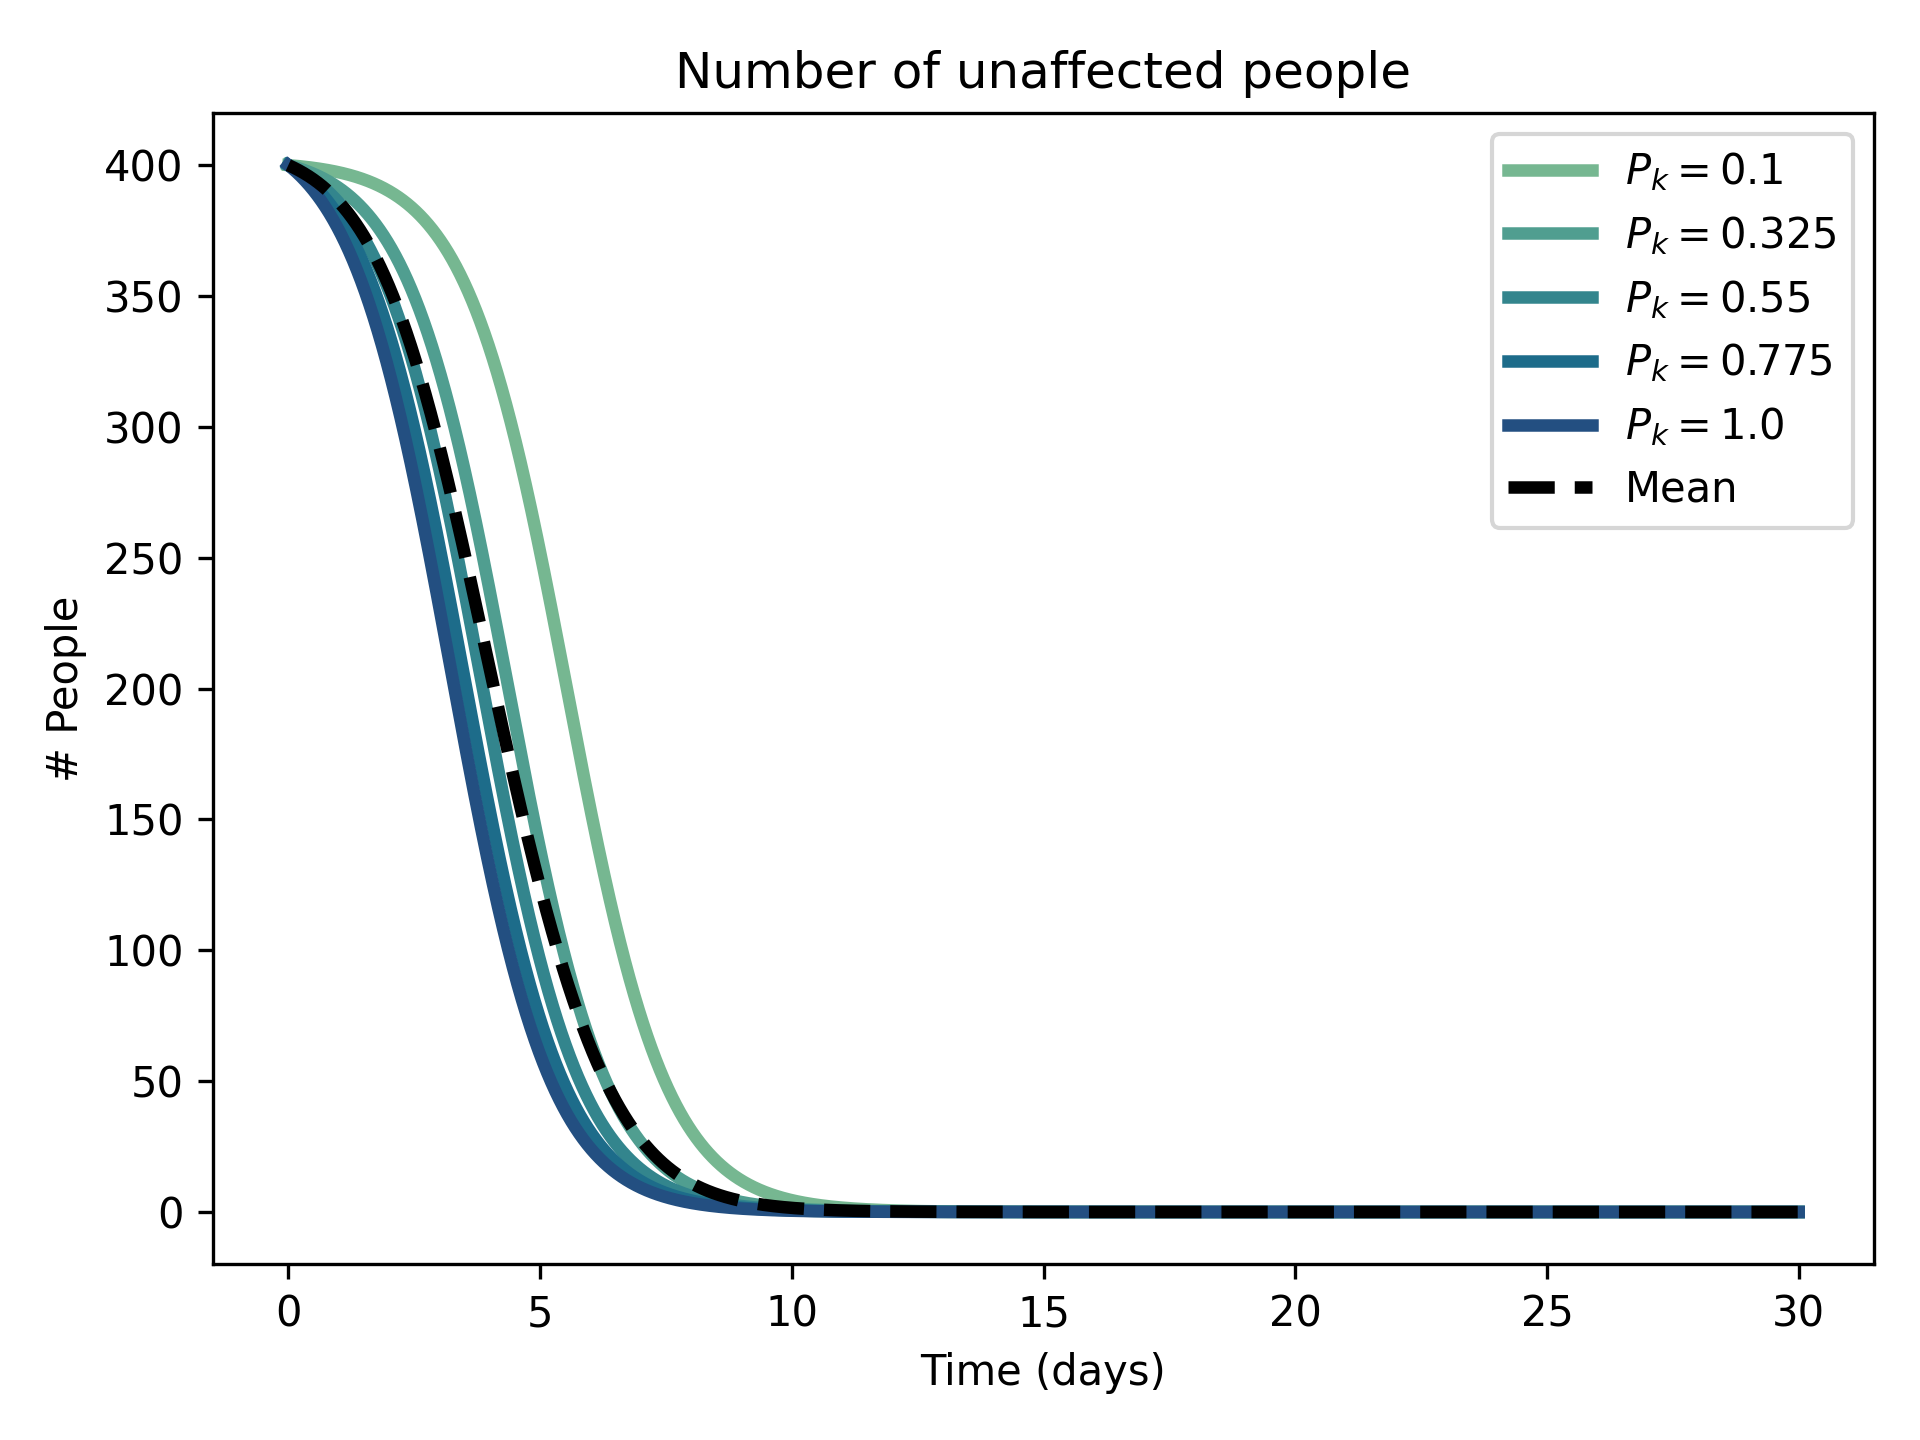 Number of unaffected people
# People
400
350
300
250
200
150
100
50
0
0 5 10 15 20 25 30
Time (days)
P_k = 0.1
P_k = 0.325
P_k = 0.55
P_k = 0.775
P_k = 1.0
Mean